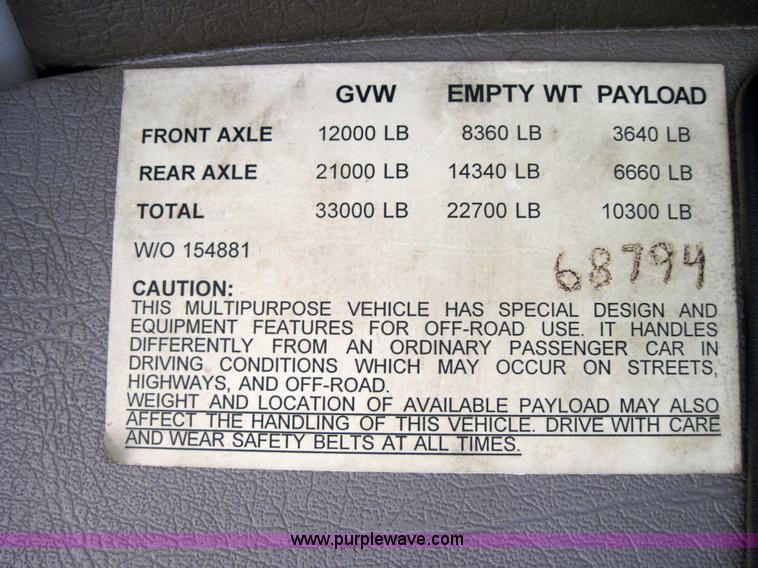 GVW EMPTY WT PAYLOAD
FRONT AXLE 12000 LB 8360 LB 3640 LB
REAR AXLE 21000 LB 14340 LB 6660 LB
TOTAL 33000 LB 22700 LB 10300 LB
W/O 154881
68794
CAUTION:
THIS MULTIPURPOSE VEHICLE HAS SPECIAL DESIGN AND
EQUIPMENT FEATURES FOR OFF-ROAD USE. IT HANDLES
DIFFERENTLY FROM AN ORDINARY PASSENGER CAR IN
DRIVING CONDITIONS WHICH MAY OCCUR ON STREETS,
HIGHWAYS, AND OFF-ROAD.
WEIGHT AND LOCATION OF AVAILABLE PAYLOAD MAY ALSO
AFFECT THE HANDLING OF THIS VEHICLE. DRIVE WITH CARE
AND WEAR SAFETY BELTS AT ALL TIMES.
www.purplewave.com